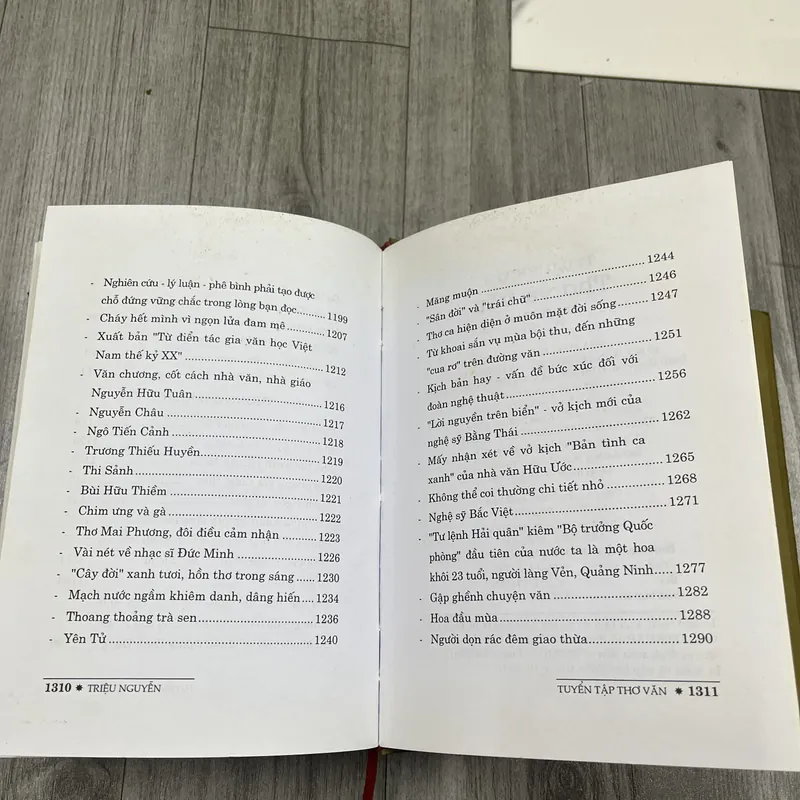 - Nghiên cứu - lý luận - phê bình phải tạo được
chỗ đứng vững chắc trong lòng bạn đọc..........1199
- Cháy hết mình vì ngọn lửa đam mê................1207
- Xuất bản "Từ điển tác gia văn học Việt
Nam thế kỷ XX"..........1212
- Văn chương, cốt cách nhà văn, nhà giáo
Nguyễn Hữu Tuân..........1216
- Nguyễn Châu..........1217
- Ngô Tiến Cảnh..........1218
- Trương Thiếu Huyền..........1219
- Thi Sảnh..........1220
- Bùi Hữu Thiềm..........1221
- Chim ưng và gà..........1222
- Thơ Mai Phương, đôi điều cảm nhận..........1223
- Vài nét về nhạc sĩ Đức Minh..........1226
- "Cây đời" xanh tươi, hồn thơ trong sáng.....1230
- Mạch nước ngầm khiêm danh, dâng hiến....1234
- Thoang thoảng trà sen..........1236
- Yên Tử..........1240
1310 ✷ TRIỆU NGUYỄN
- Măng muộn..........1244
- "Sân đời" và "trái chữ"..........1246
- Thơ ca hiện diện ở muôn mặt đời sống..........1247
- Từ khoai sắn vụ mùa bội thu, đến những
"cua rơ" trên đường văn..........1251
- Kịch bản hay - vấn đề bức xúc đối với
đoàn nghệ thuật..........1256
- "Lời nguyền trên biển" - vở kịch mới của
nghệ sỹ Bằng Thái..........1262
- Mấy nhận xét về vở kịch "Bản tình ca
xanh" của nhà văn Hữu Ước..........1265
- Không thể coi thường chi tiết nhỏ..........1268
- Nghệ sỹ Bắc Việt..........1271
- "Tư lệnh Hải quân" kiêm "Bộ trưởng Quốc
phòng" đầu tiên của nước ta là một hoa
khôi 23 tuổi, người làng Vẻn, Quảng Ninh.....1277
- Gập ghềnh chuyện văn..........1282
- Hoa đầu mùa..........1288
- Người dọn rác đêm giao thừa..........1290
TUYỂN TẬP THƠ VĂN ✷ 1311